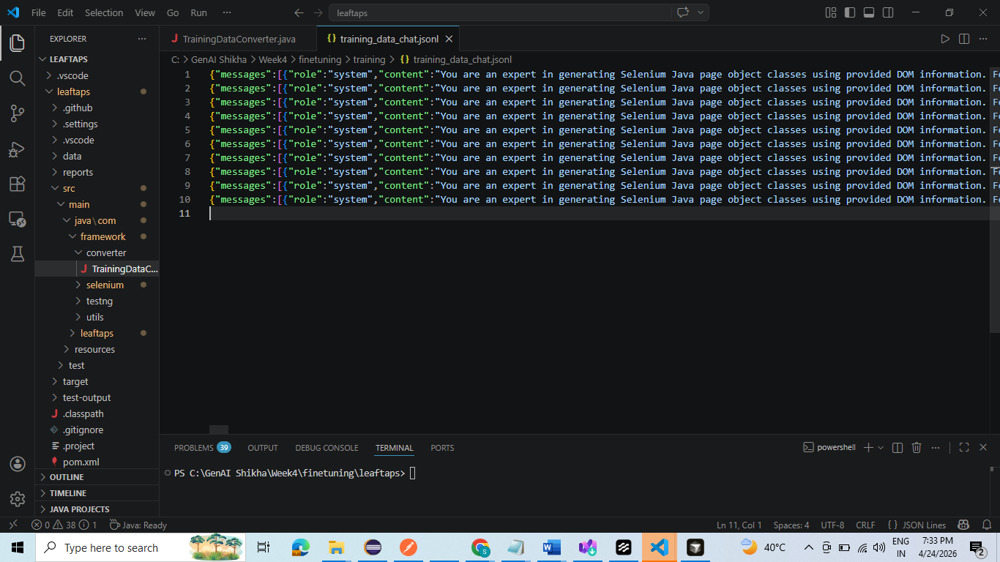 File Edit Selection View Go Run ··· leaftaps
EXPLORER ···
LEAFTAPS
.vscode
leaftaps
.github
.settings
.vscode
data
reports
src
main
java\com
framework
converter
TrainingDataC...
selenium
testng
utils
leaftaps
resources
test
target
test-output
.classpath
.gitignore
.project
pom.xml
OUTLINE
TIMELINE
JAVA PROJECTS
TrainingDataConverter.java {} training_data_chat.jsonl
C: > GenAI Shikha > Week4 > finetuning > training > {} training_data_chat.jsonl
1 {"messages":[{"role":"system","content":"You are an expert in generating Selenium Java page object classes using provided DOM information. Fo
2 {"messages":[{"role":"system","content":"You are an expert in generating Selenium Java page object classes using provided DOM information. Fo
3 {"messages":[{"role":"system","content":"You are an expert in generating Selenium Java page object classes using provided DOM information. Fo
4 {"messages":[{"role":"system","content":"You are an expert in generating Selenium Java page object classes using provided DOM information. Fo
5 {"messages":[{"role":"system","content":"You are an expert in generating Selenium Java page object classes using provided DOM information. Fo
6 {"messages":[{"role":"system","content":"You are an expert in generating Selenium Java page object classes using provided DOM information. Fo
7 {"messages":[{"role":"system","content":"You are an expert in generating Selenium Java page object classes using provided DOM information. Fo
8 {"messages":[{"role":"system","content":"You are an expert in generating Selenium Java page object classes using provided DOM information. Fo
9 {"messages":[{"role":"system","content":"You are an expert in generating Selenium Java page object classes using provided DOM information. Fo
10 {"messages":[{"role":"system","content":"You are an expert in generating Selenium Java page object classes using provided DOM information. Fo
11
PROBLEMS 39 OUTPUT DEBUG CONSOLE TERMINAL PORTS powershell
PS C:\GenAI Shikha\Week4\finetuning\leaftaps>
0 38 1 Java: Ready Ln 11, Col 1 Spaces: 4 UTF-8 CRLF {} JSON Lines
Type here to search 40°C ENG 7:33 PM
IN 4/24/2026 2